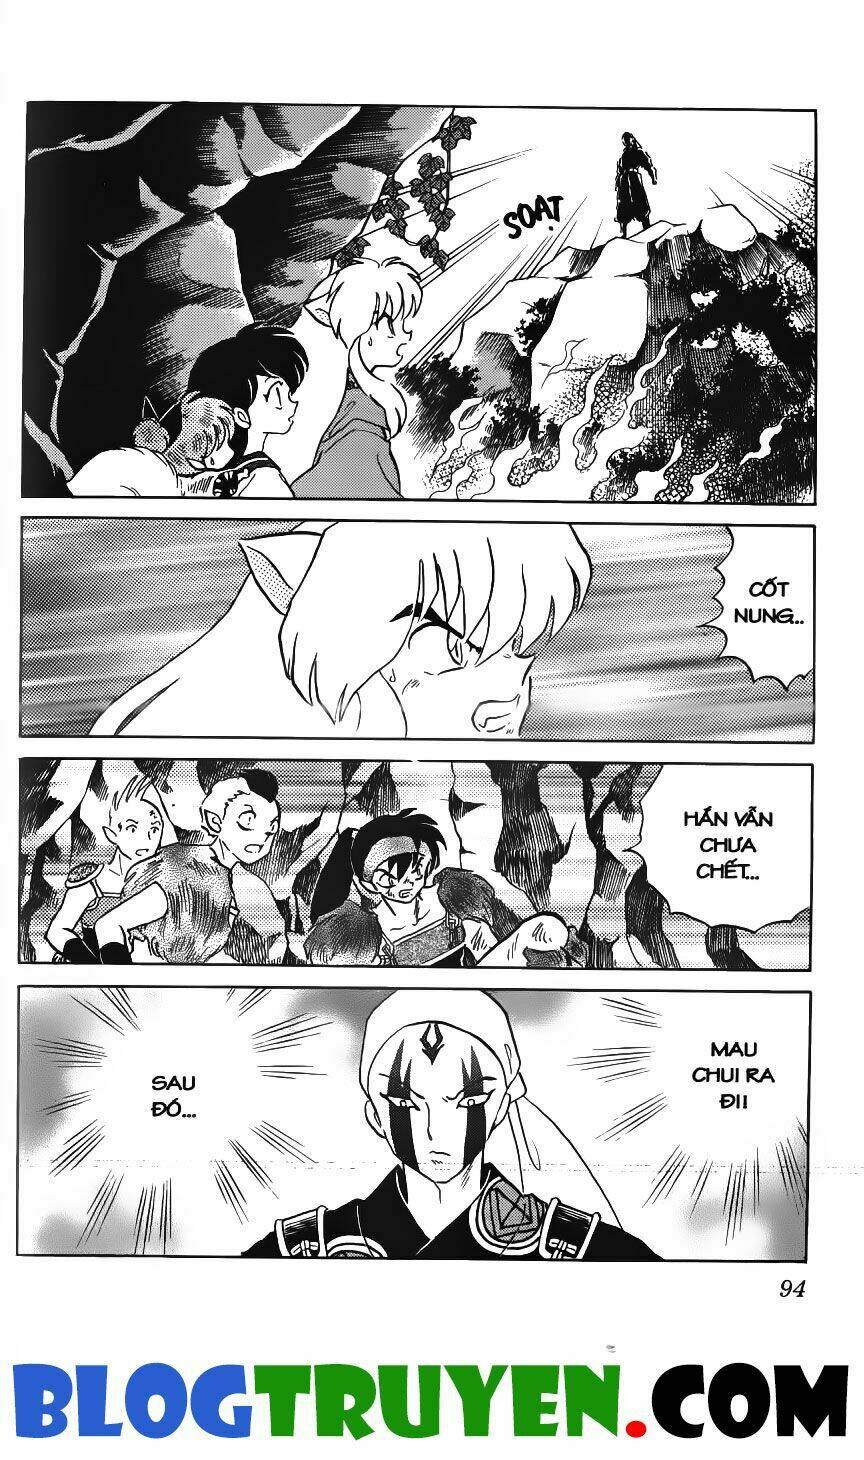 SOẠT
CỐT
NUNG...
HẮN VẪN
CHƯA
CHẾT...
MAU
CHUI RA
ĐI!
SAU
ĐÓ...
94
BLOGTRUYEN.COM